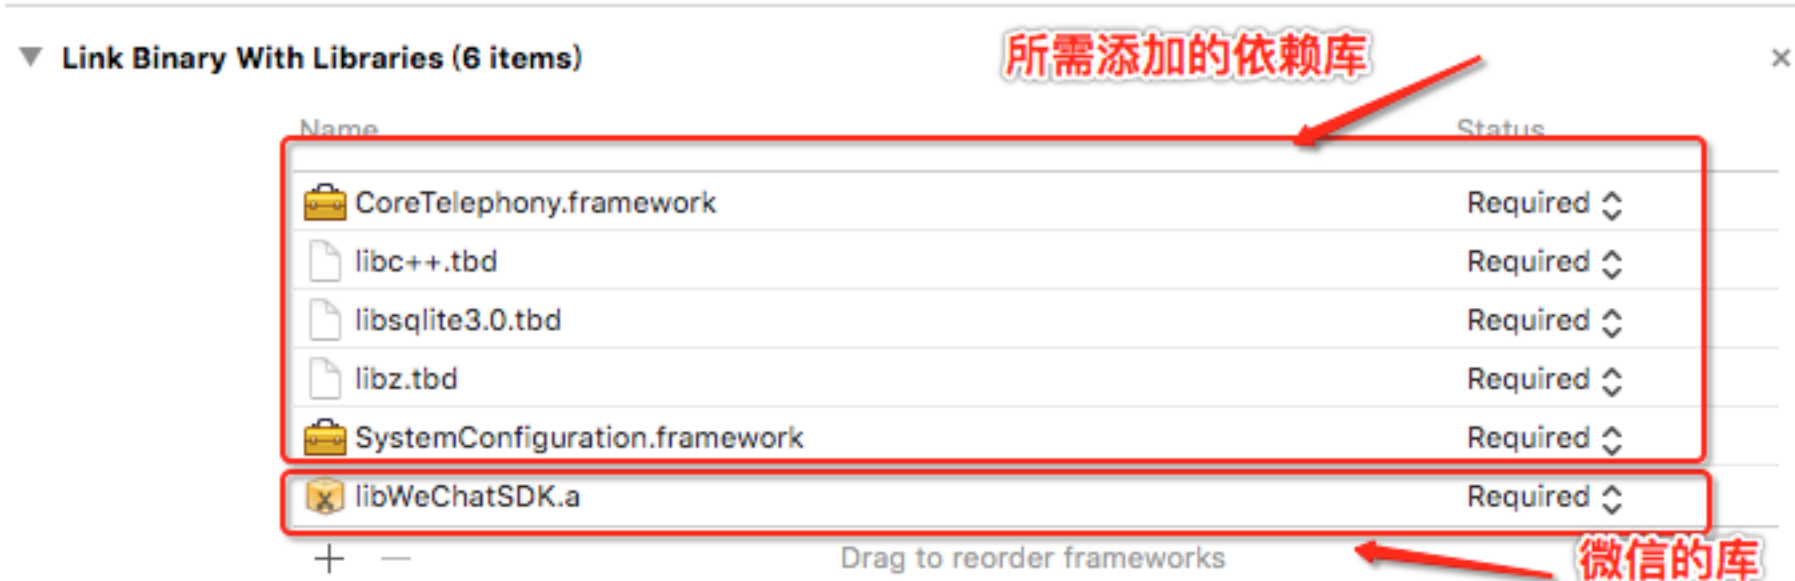 Link Binary With Libraries (6 items)
所需添加的依赖库
Name
Status
CoreTelephony.framework
Required
libc++.tbd
Required
libsqlite3.0.tbd
Required
libz.tbd
Required
SystemConfiguration.framework
Required
libWeChatSDK.a
Required
Drag to reorder frameworks
微信的库